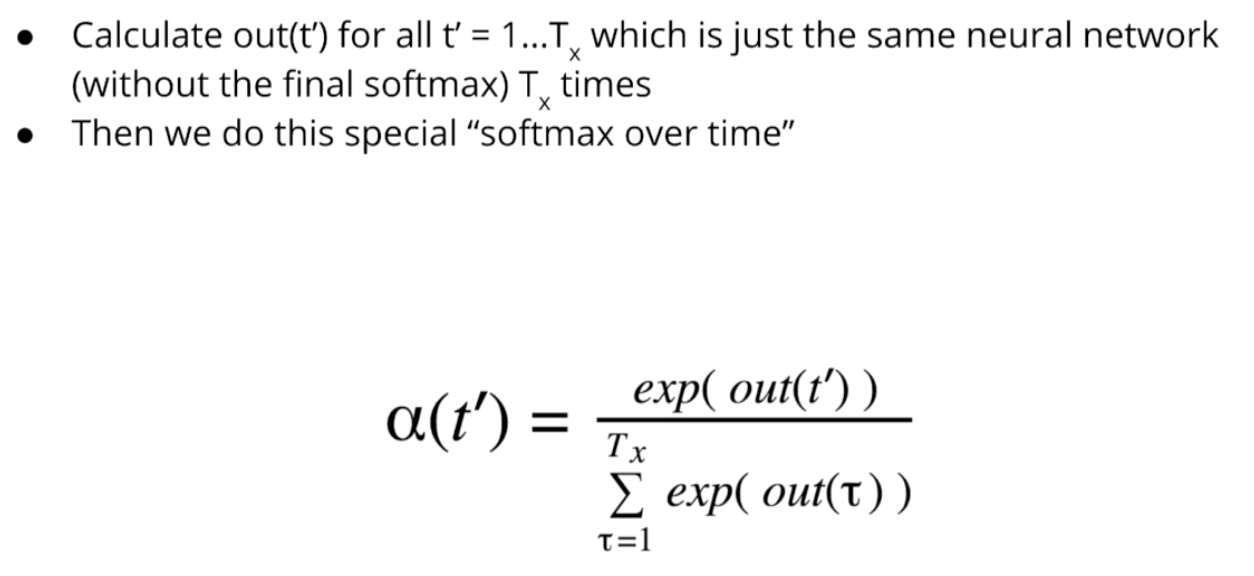 ● Calculate out(t′) for all t′ = 1...Tₓ which is just the same neural network
(without the final softmax) Tₓ times
● Then we do this special “softmax over time”
exp( out(t′) )
α(t′) =
Tₓ
∑ exp( out(τ) )
τ=1